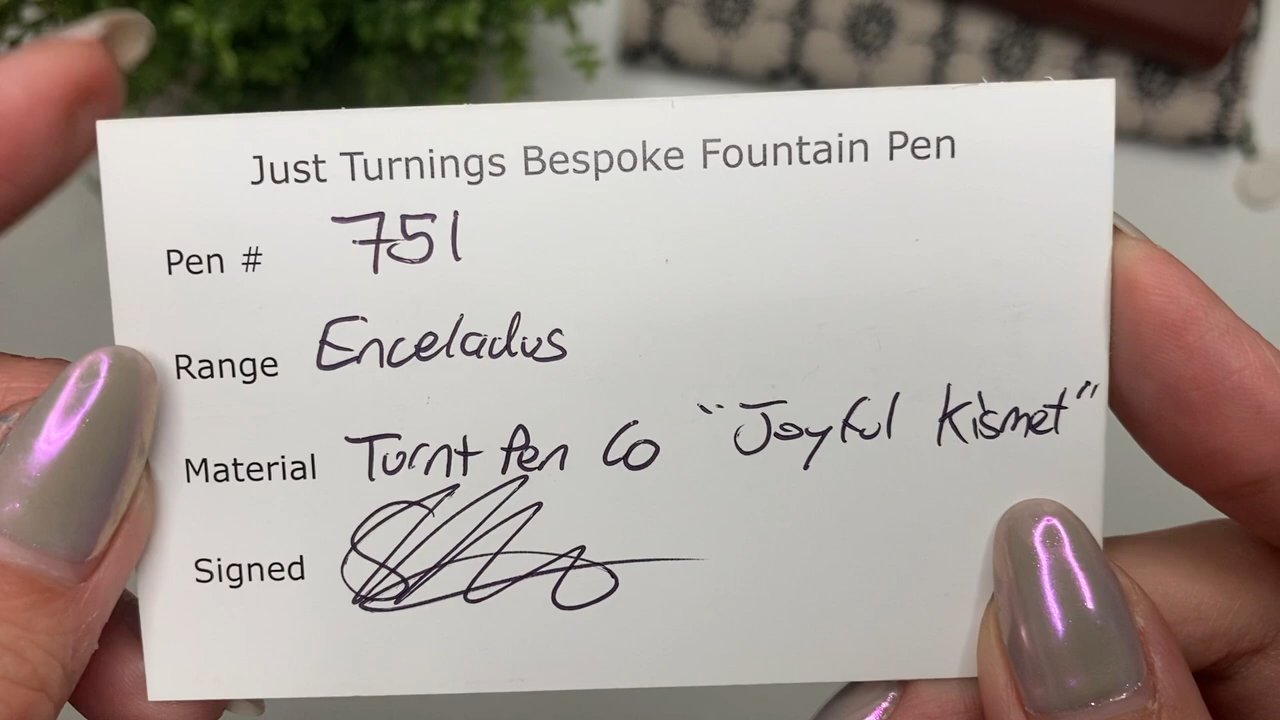 Just Turnings Bespoke Fountain Pen
Pen # 751
Range Enceladus
Material Turnt Pen Co "Joyful Kismet"
Signed